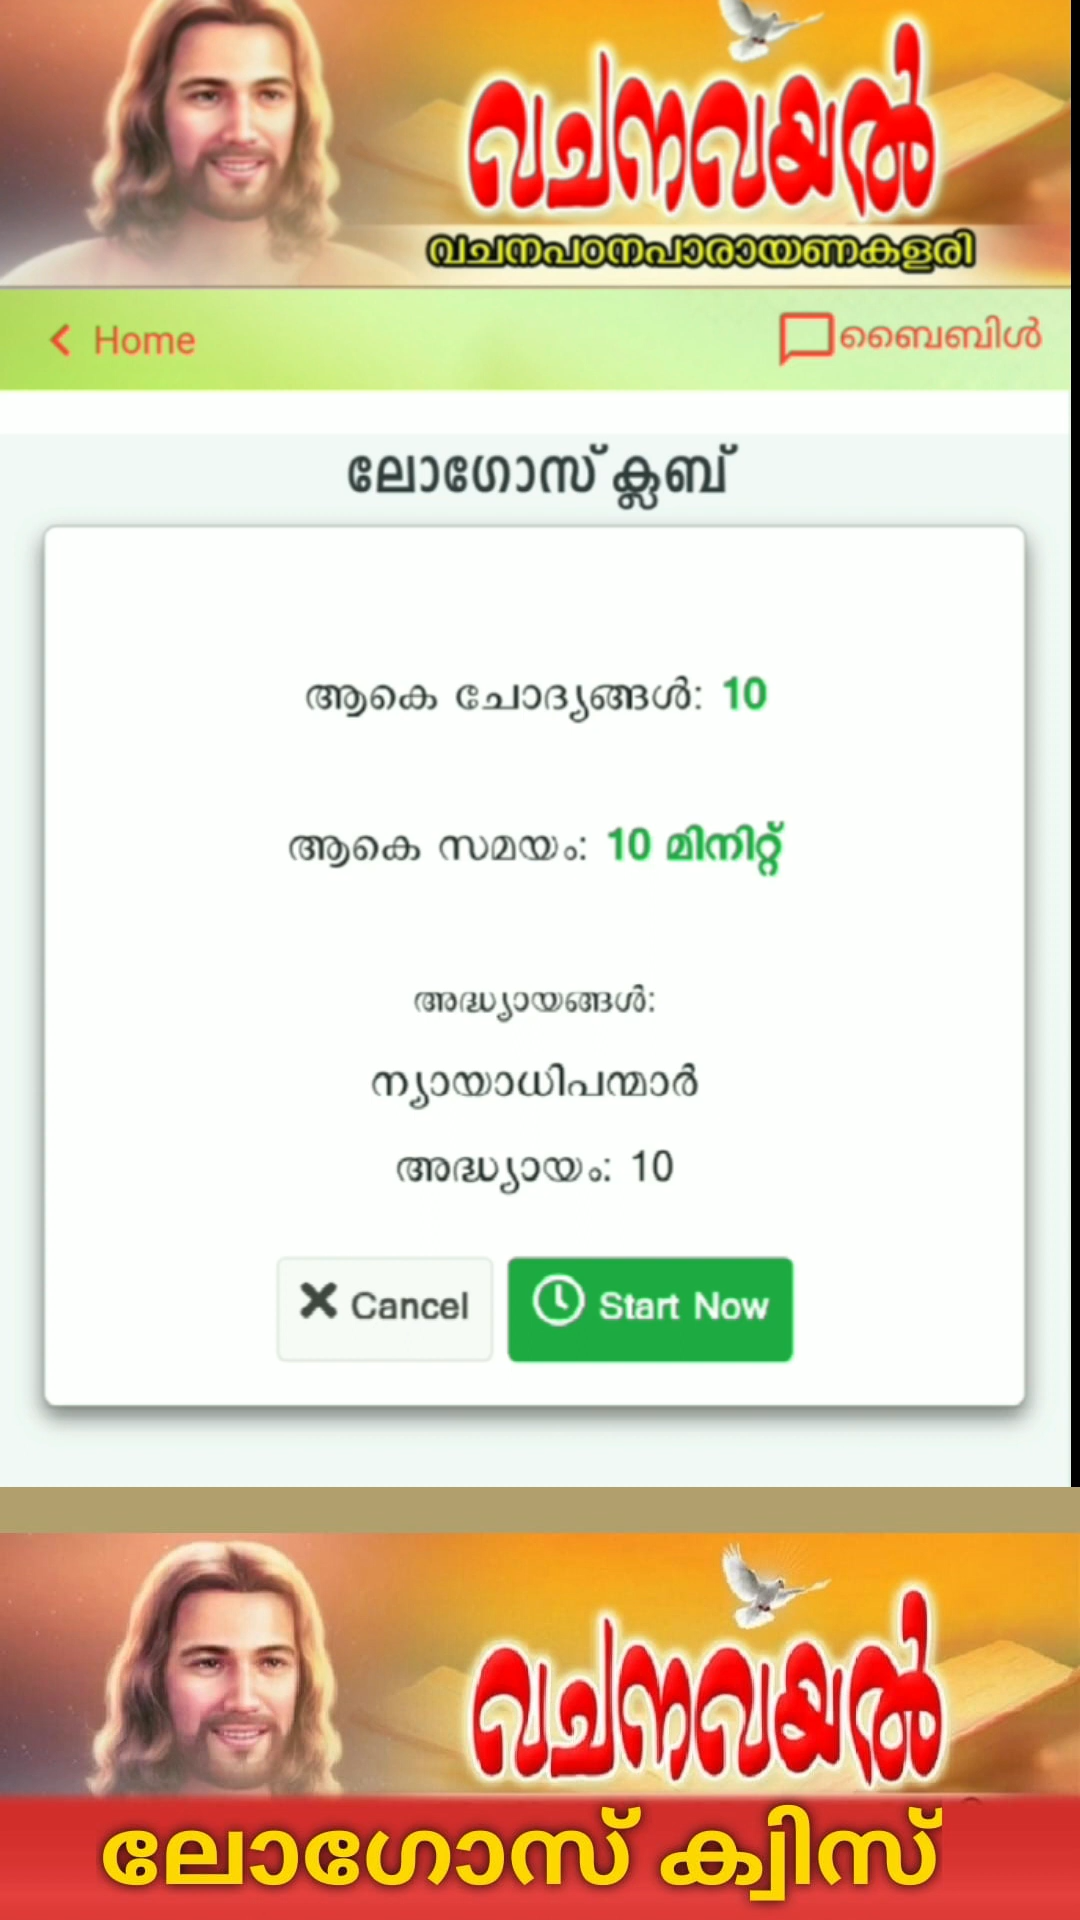 വചനവയൽ
വചനപഠനപാരായണകളരി
Home
ബൈബിൾ
ലോഗോസ് ക്ലബ്
ആകെ ചോദ്യങ്ങൾ: 10
ആകെ സമയം: 10 മിനിറ്റ്
അദ്ധ്യായങ്ങൾ:
ന്യായാധിപന്മാർ
അദ്ധ്യായം: 10
Cancel
Start Now
വചനവയൽ
ലോഗോസ് ക്വിസ്